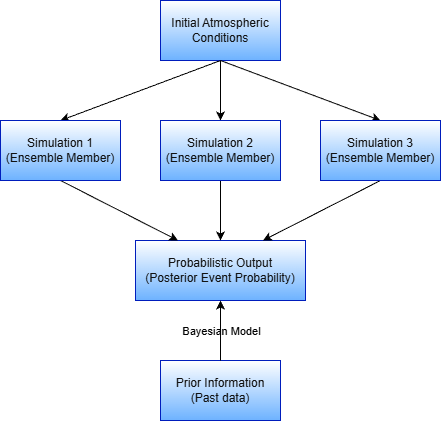 Initial Atmospheric
Conditions
Simulation 1
(Ensemble Member)
Simulation 2
(Ensemble Member)
Simulation 3
(Ensemble Member)
Probabilistic Output
(Posterior Event Probability)
Bayesian Model
Prior Information
(Past data)